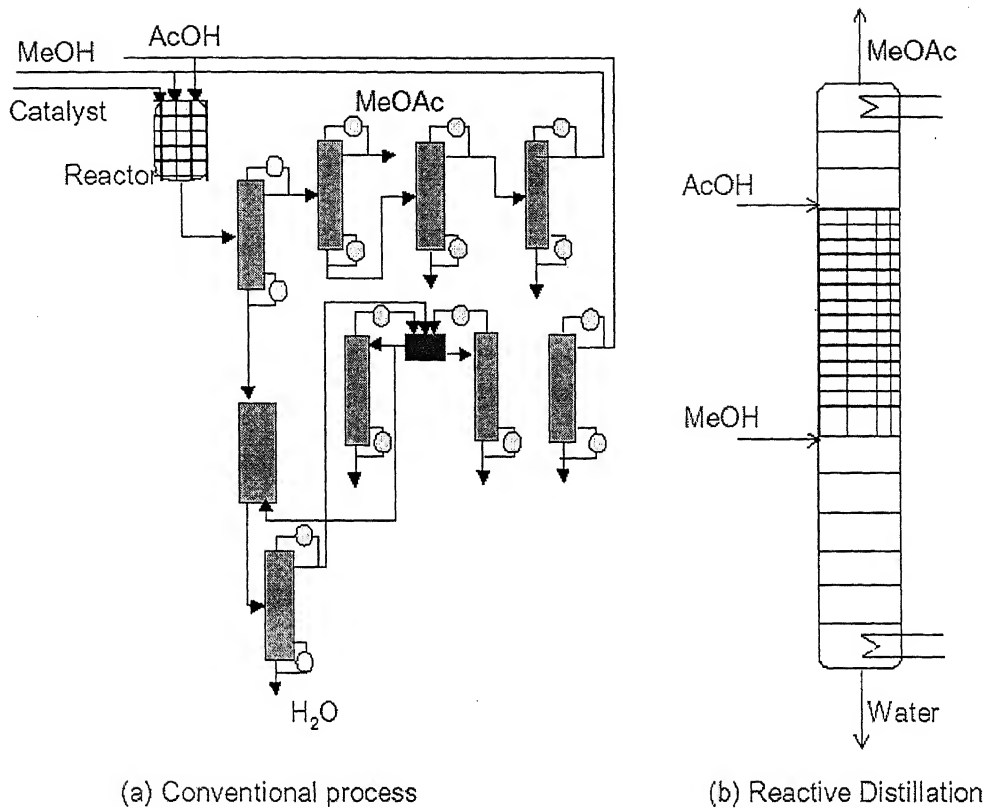 AcOH
MeOH
Catalyst
MeOAc
Reactor
H₂O
(a) Conventional process
MeOAc
AcOH
MeOH
Water
(b) Reactive Distillation